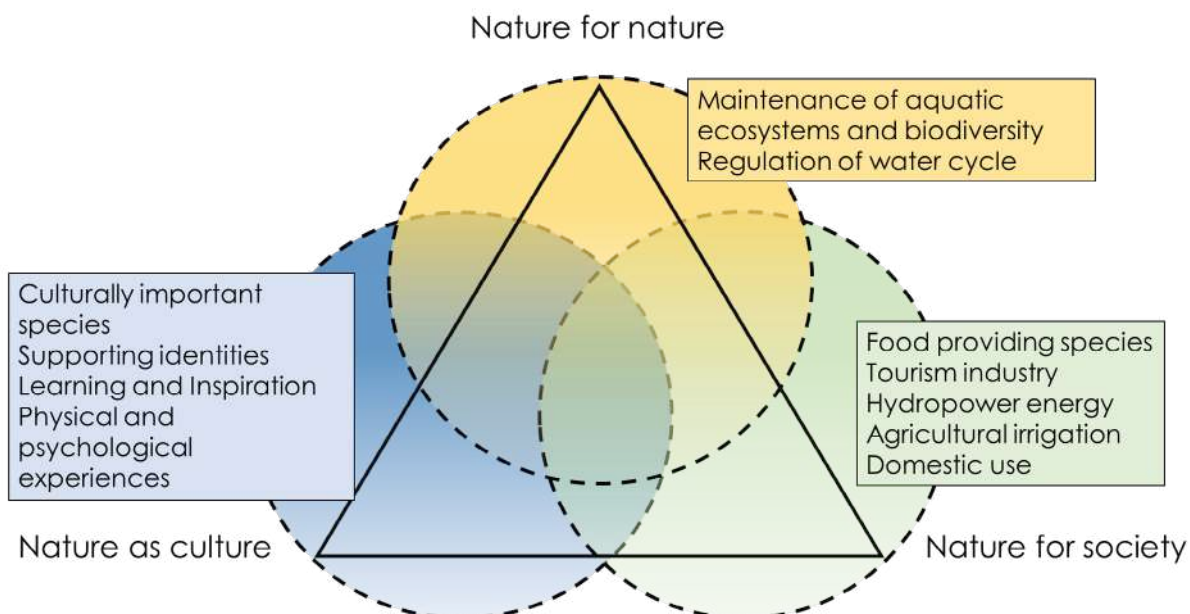 Nature for nature
Maintenance of aquatic
ecosystems and biodiversity
Regulation of water cycle
Culturally important
species
Supporting identities
Learning and Inspiration
Physical and
psychological
experiences
Food providing species
Tourism industry
Hydropower energy
Agricultural irrigation
Domestic use
Nature as culture
Nature for society